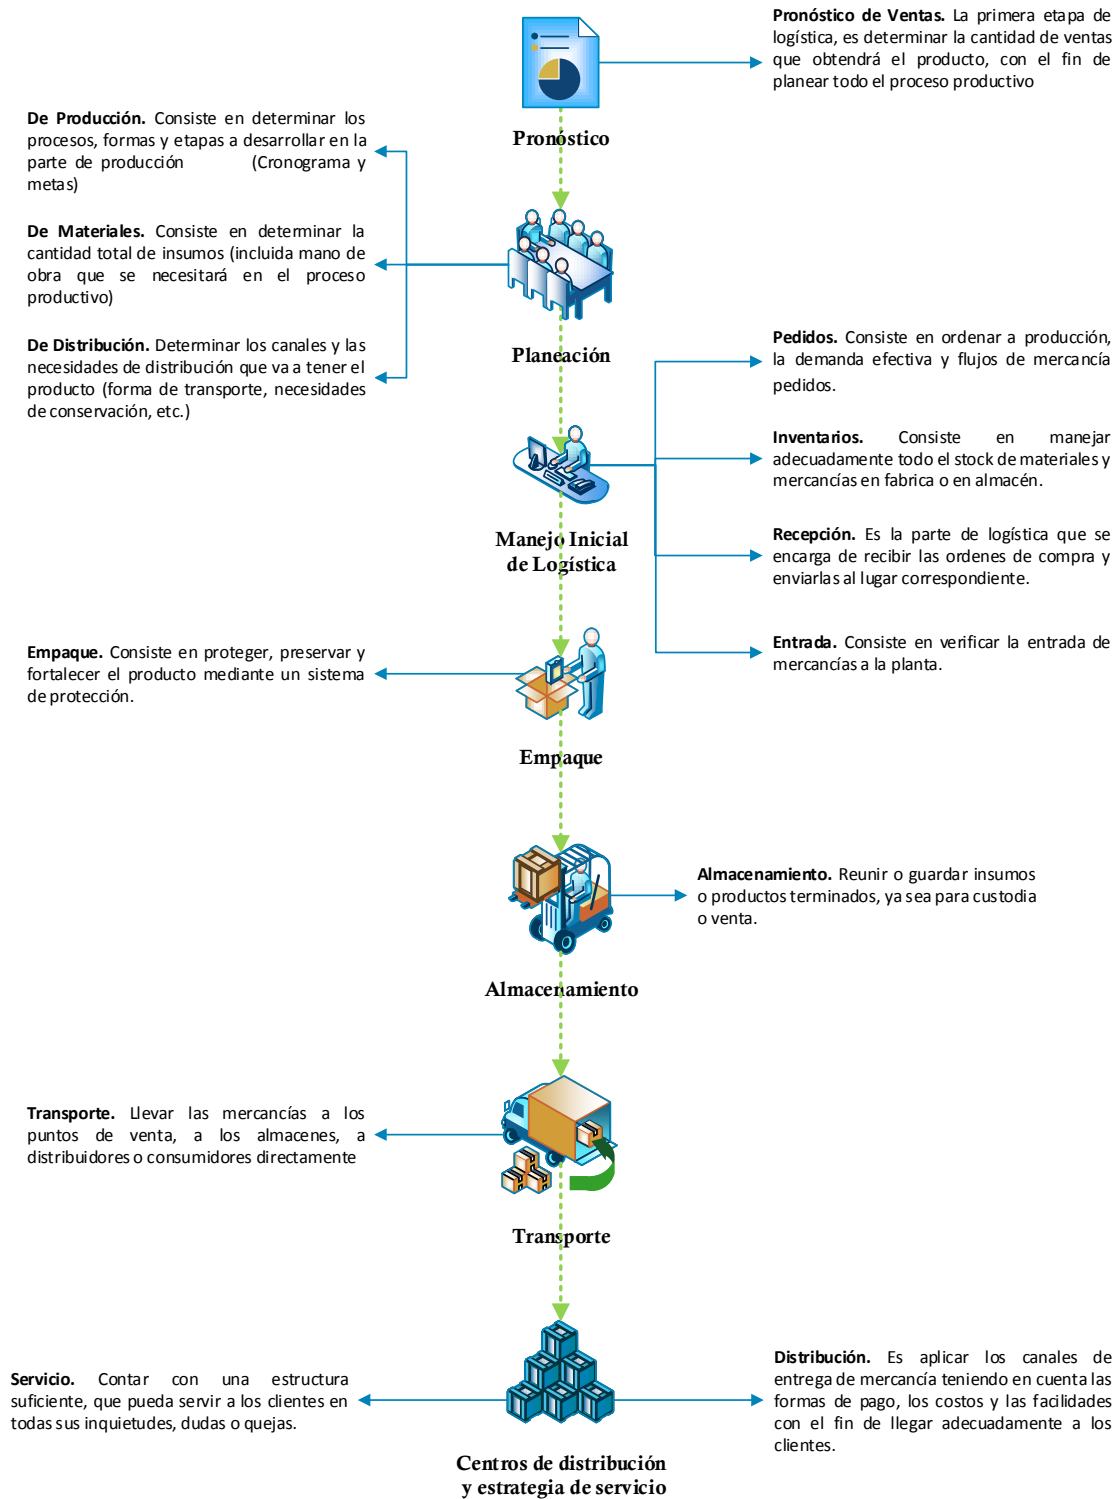 Pronóstico de Ventas. La primera etapa de
logística, es determinar la cantidad de ventas
que obtendrá el producto, con el fin de
planear todo el proceso productivo
Pronóstico
De Producción. Consiste en determinar los
procesos, formas y etapas a desarrollar en la
parte de producción (Cronograma y
metas)
De Materiales. Consiste en determinar la
cantidad total de insumos (incluida mano de
obra que se necesitará en el proceso
productivo)
De Distribución. Determinar los canales y las
necesidades de distribución que va a tener el
producto (forma de transporte, necesidades
de conservación, etc.)
Planeación
Pedidos. Consiste en ordenar a producción,
la demanda efectiva y flujos de mercancía
pedidos.
Inventarios. Consiste en manejar
adecuadamente todo el stock de materiales y
mercancías en fabrica o en almacén.
Recepción. Es la parte de logística que se
encarga de recibir las ordenes de compra y
enviarlas al lugar correspondiente.
Entrada. Consiste en verificar la entrada de
mercancías a la planta.
Manejo Inicial
de Logística
Empaque. Consiste en proteger, preservar y
fortalecer el producto mediante un sistema
de protección.
Empaque
Almacenamiento. Reunir o guardar insumos
o productos terminados, ya sea para custodia
o venta.
Almacenamiento
Transporte. Llevar las mercancías a los
puntos de venta, a los almacenes, a
distribuidores o consumidores directamente
Transporte
Servicio. Contar con una estructura
suficiente, que pueda servir a los clientes en
todas sus inquietudes, dudas o quejas.
Distribución. Es aplicar los canales de
entrega de mercancía teniendo en cuenta las
formas de pago, los costos y las facilidades
con el fin de llegar adecuadamente a los
clientes.
Centros de distribución
y estrategia de servicio